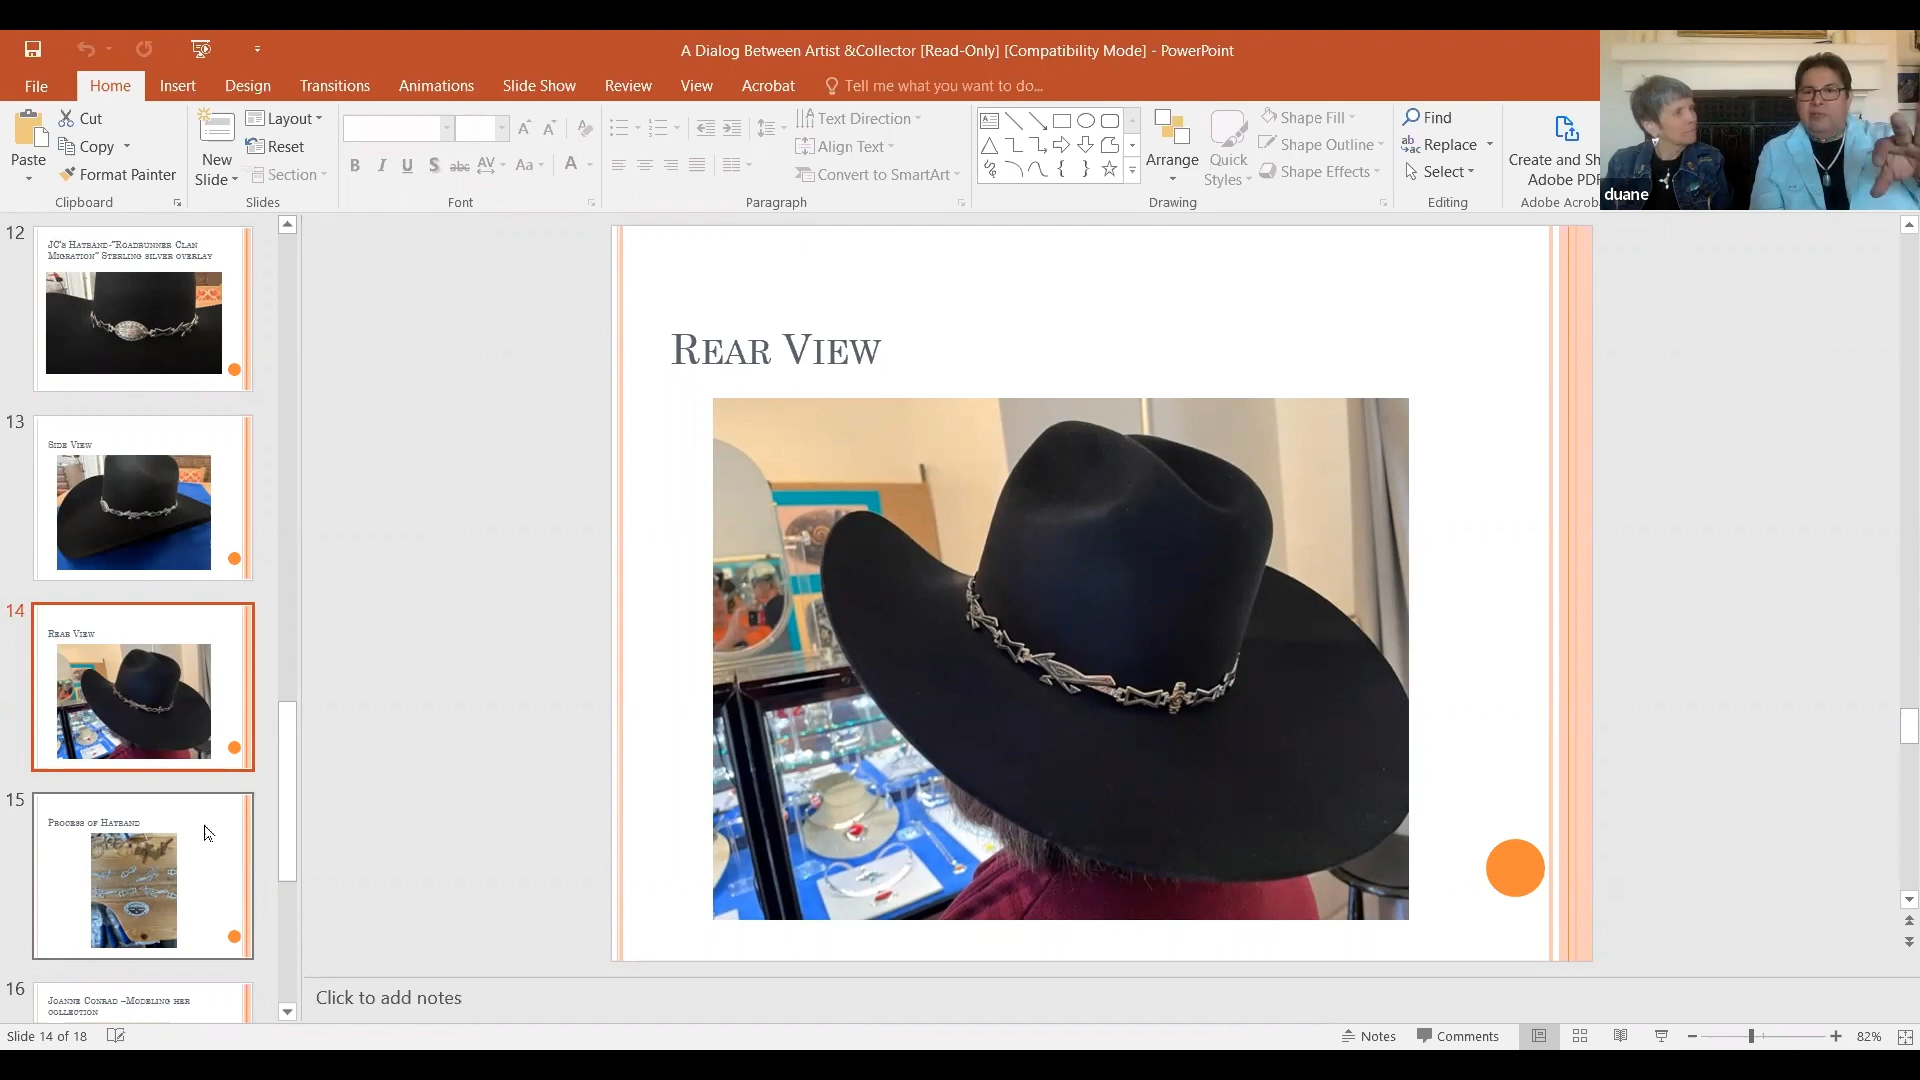 A Dialog Between Artist &Collector [Read-Only] [Compatibility Mode] - PowerPoint
File Home Insert Design Transitions Animations Slide Show Review View Acrobat Tell me what you want to do...
Paste
Cut
Copy
Format Painter
Clipboard
New
Slide
Layout
Reset
Section
Slides
B I U S abc AV Aa A
Font
Text Direction
Align Text
Convert to SmartArt
Paragraph
Arrange
Quick
Styles
Shape Fill
Shape Outline
Shape Effects
Drawing
Find
Replace
Select
Editing
Create and Sh
Adobe PDF
Adobe Acroba
duane
12
JC's Hatband-"Roadrunner Clan
Migration" Sterling silver overlay
13
Side View
14
Rear View
15
Process of Hatband
16
Joanne Conrad –Modeling her
collection
Rear View
Click to add notes
Slide 14 of 18
Notes
Comments
82%